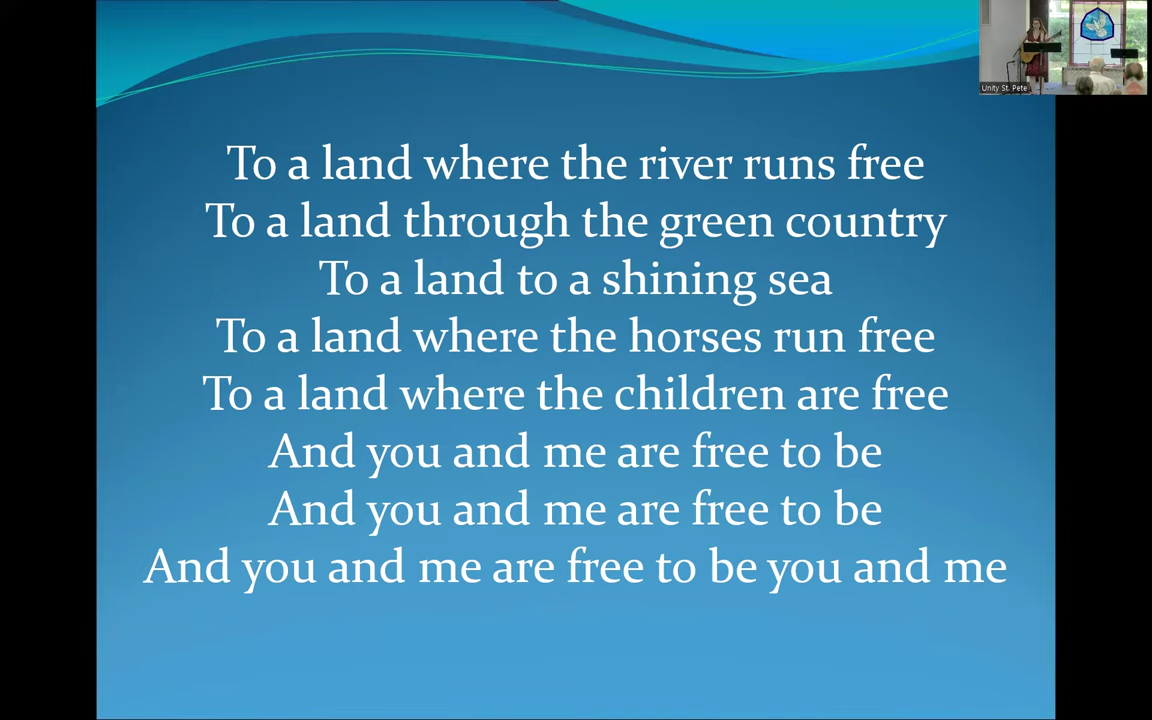 To a land where the river runs free
To a land through the green country
To a land to a shining sea
To a land where the horses run free
To a land where the children are free
And you and me are free to be
And you and me are free to be
And you and me are free to be you and me
Unity St. Pete